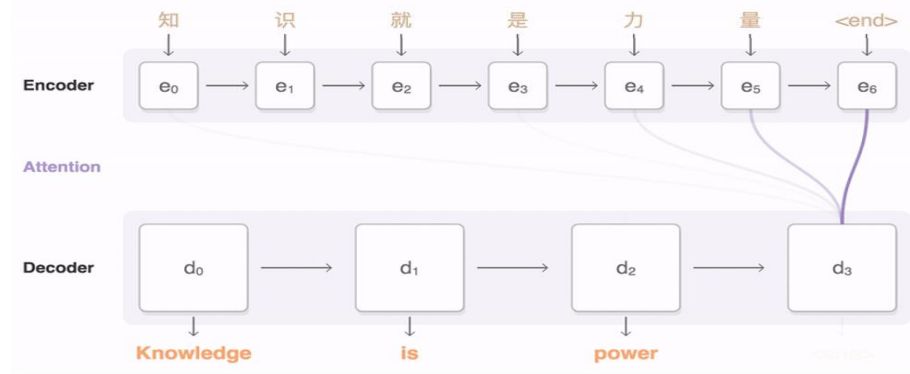 知 识 就 是 力 量 <end>
Encoder e₀ e₁ e₂ e₃ e₄ e₅ e₆
Attention
Decoder d₀ d₁ d₂ d₃
Knowledge is power